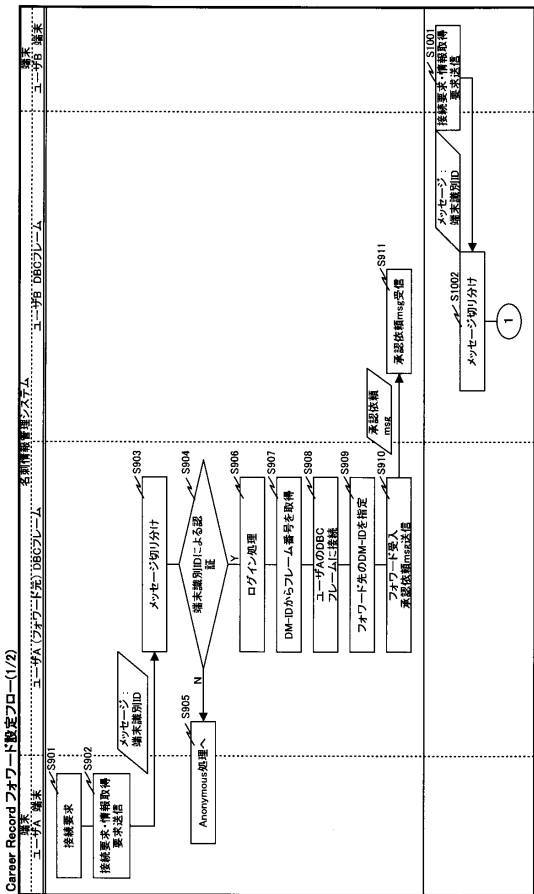 Career Record フォワード設定フロー(1/2)
端末
ユーザA 端末
名刺情報管理システム
ユーザA (フォワード元) DBCフレーム
ユーザB DBCフレーム
端末
ユーザB 端末
S901
接続要求
S902
接続要求・情報取得
要求送信
メッセージ：
端末識別ID
S903
メッセージ切り分け
S904
端末識別IDによる認
証
N
Y
S905
Anonymous処理へ
S906
ログイン処理
S907
DM-IDからフレーム番号を取得
S908
ユーザAのDBC
フレームに接続
S909
フォワード先のDM-IDを指定
S910
フォワード受入
承認依頼msg送信
承認依頼
msg
S911
承認依頼msg受信
S1001
接続要求・情報取得
要求送信
メッセージ：
端末識別ID
S1002
メッセージ切り分け
1